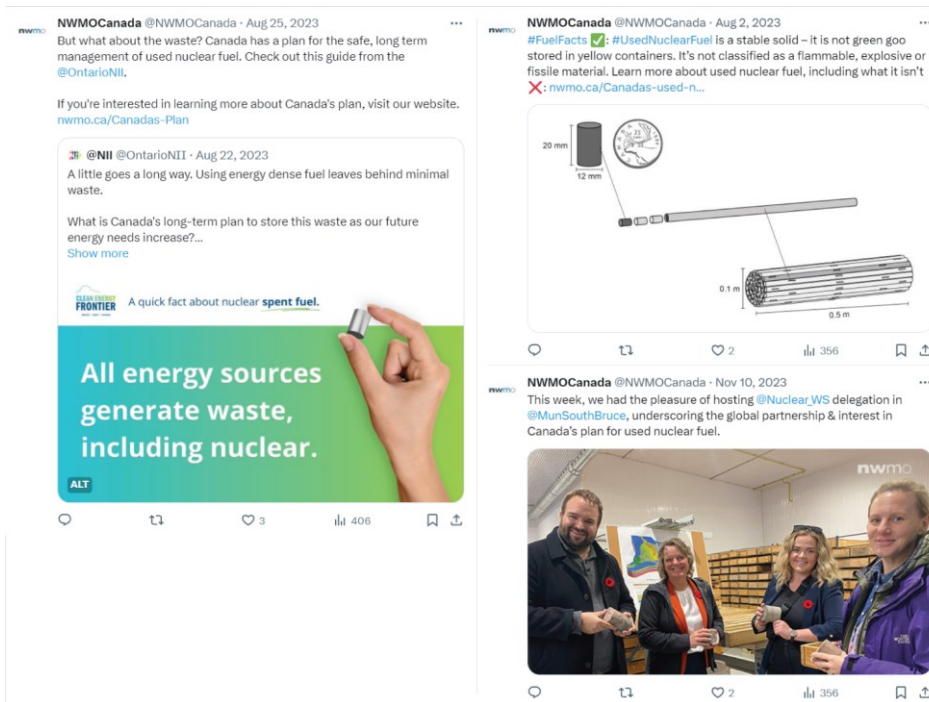 NWMOCanada @NWMOCanada · Aug 25, 2023
nwmo
But what about the waste? Canada has a plan for the safe, long term
management of used nuclear fuel. Check out this guide from the
@OntarioNII.
If you're interested in learning more about Canada's plan, visit our website.
nwmo.ca/Canadas-Plan
@NII @OntarioNII · Aug 22, 2023
A little goes a long way. Using energy dense fuel leaves behind minimal
waste.
What is Canada's long-term plan to store this waste as our future
energy needs increase?...
Show more
CLEAN ENERGY
FRONTIER
A quick fact about nuclear spent fuel.
All energy sources
generate waste,
including nuclear.
ALT
3
406
NWMOCanada @NWMOCanada · Aug 2, 2023
nwmo
#FuelFacts ✅: #UsedNuclearFuel is a stable solid – it is not green goo
stored in yellow containers. It's not classified as a flammable, explosive or
fissile material. Learn more about used nuclear fuel, including what it isn't
❌: nwmo.ca/Canadas-used-n...
20 mm
12 mm
0.1 m
0.5 m
2
356
NWMOCanada @NWMOCanada · Nov 10, 2023
nwmo
This week, we had the pleasure of hosting @Nuclear_WS delegation in
@MunSouthBruce, underscoring the global partnership & interest in
Canada's plan for used nuclear fuel.
nwmo
2
356